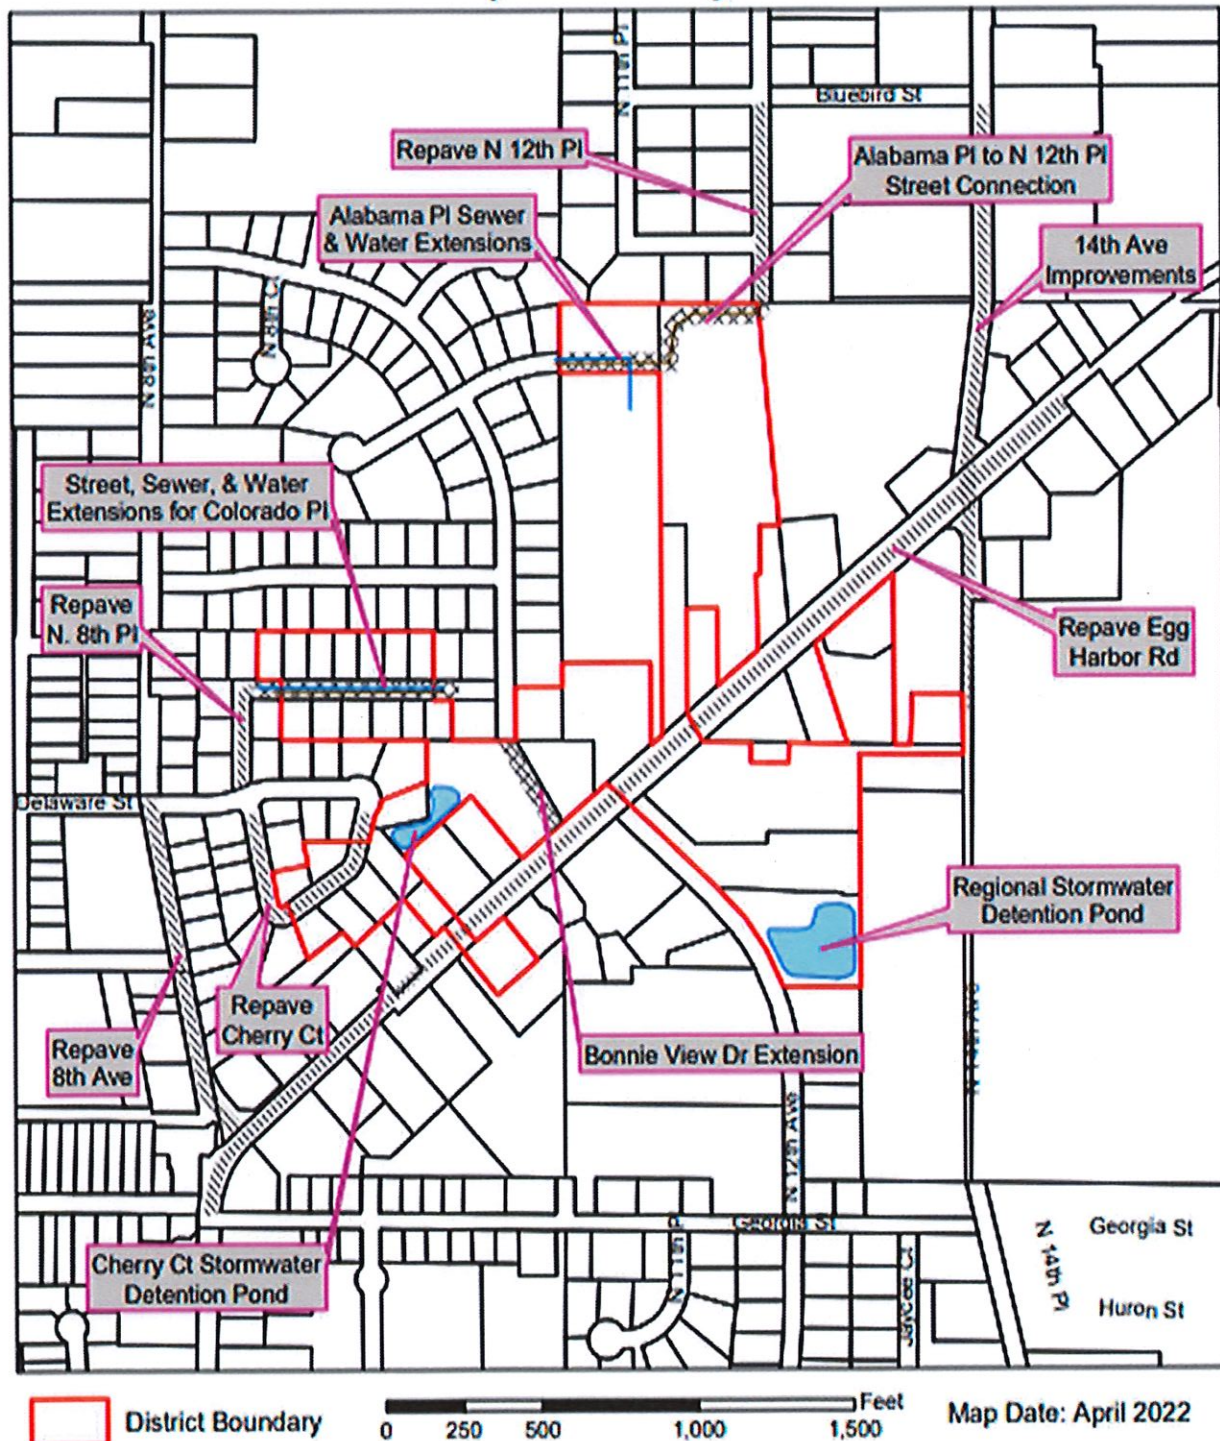 N 11th Pl
Bluebird St
Repave N 12th Pl
Alabama Pl to N 12th Pl
Street Connection
Alabama Pl Sewer
& Water Extensions
14th Ave
Improvements
N 8th Ct
N 8th Ave
Street, Sewer, & Water
Extensions for Colorado Pl
Repave
N. 8th Pl
Repave Egg
Harbor Rd
Delaware St
Regional Stormwater
Detention Pond
Repave
Cherry Ct
Repave
8th Ave
Bonnie View Dr Extension
N 14th Ave
N 12th Ave
Cherry Ct Stormwater
Detention Pond
N 11th Pl
Georgia St
Jaycee Ct
N 14th Pl
Georgia St
Huron St
District Boundary
Feet
0 250 500 1,000 1,500
Map Date: April 2022